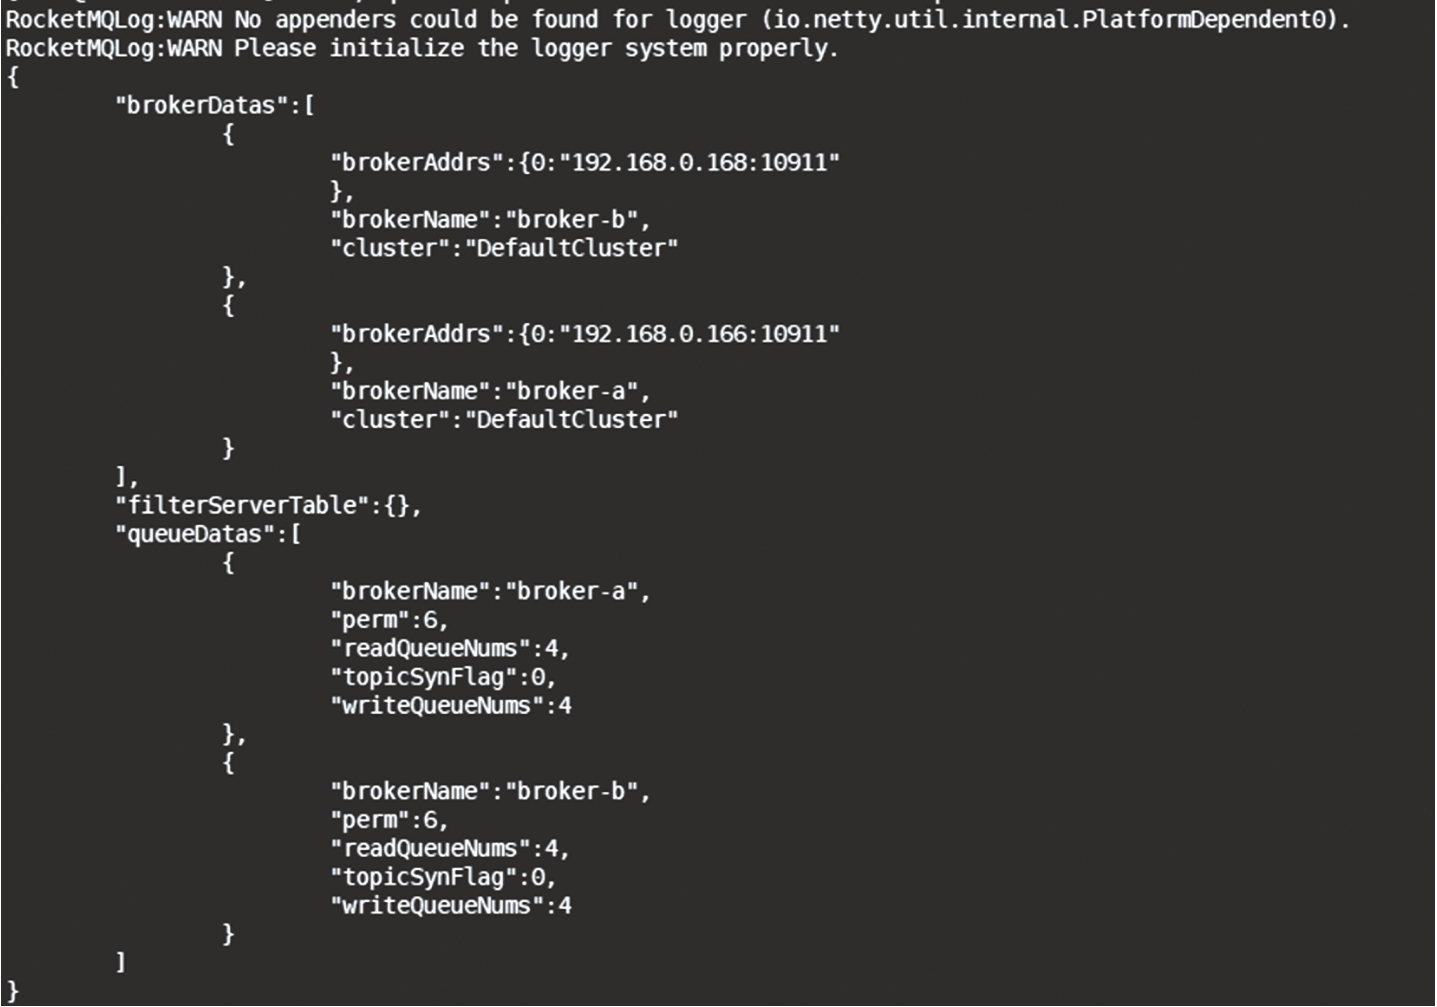 RocketMQLog:WARN No appenders could be found for logger (io.netty.util.internal.PlatformDependent0).
RocketMQLog:WARN Please initialize the logger system properly.
{
        "brokerDatas":[
                {
                        "brokerAddrs":{0:"192.168.0.168:10911"
                        },
                        "brokerName":"broker-b",
                        "cluster":"DefaultCluster"
                },
                {
                        "brokerAddrs":{0:"192.168.0.166:10911"
                        },
                        "brokerName":"broker-a",
                        "cluster":"DefaultCluster"
                }
        ],
        "filterServerTable":{},
        "queueDatas":[
                {
                        "brokerName":"broker-a",
                        "perm":6,
                        "readQueueNums":4,
                        "topicSynFlag":0,
                        "writeQueueNums":4
                },
                {
                        "brokerName":"broker-b",
                        "perm":6,
                        "readQueueNums":4,
                        "topicSynFlag":0,
                        "writeQueueNums":4
                }
        ]
}